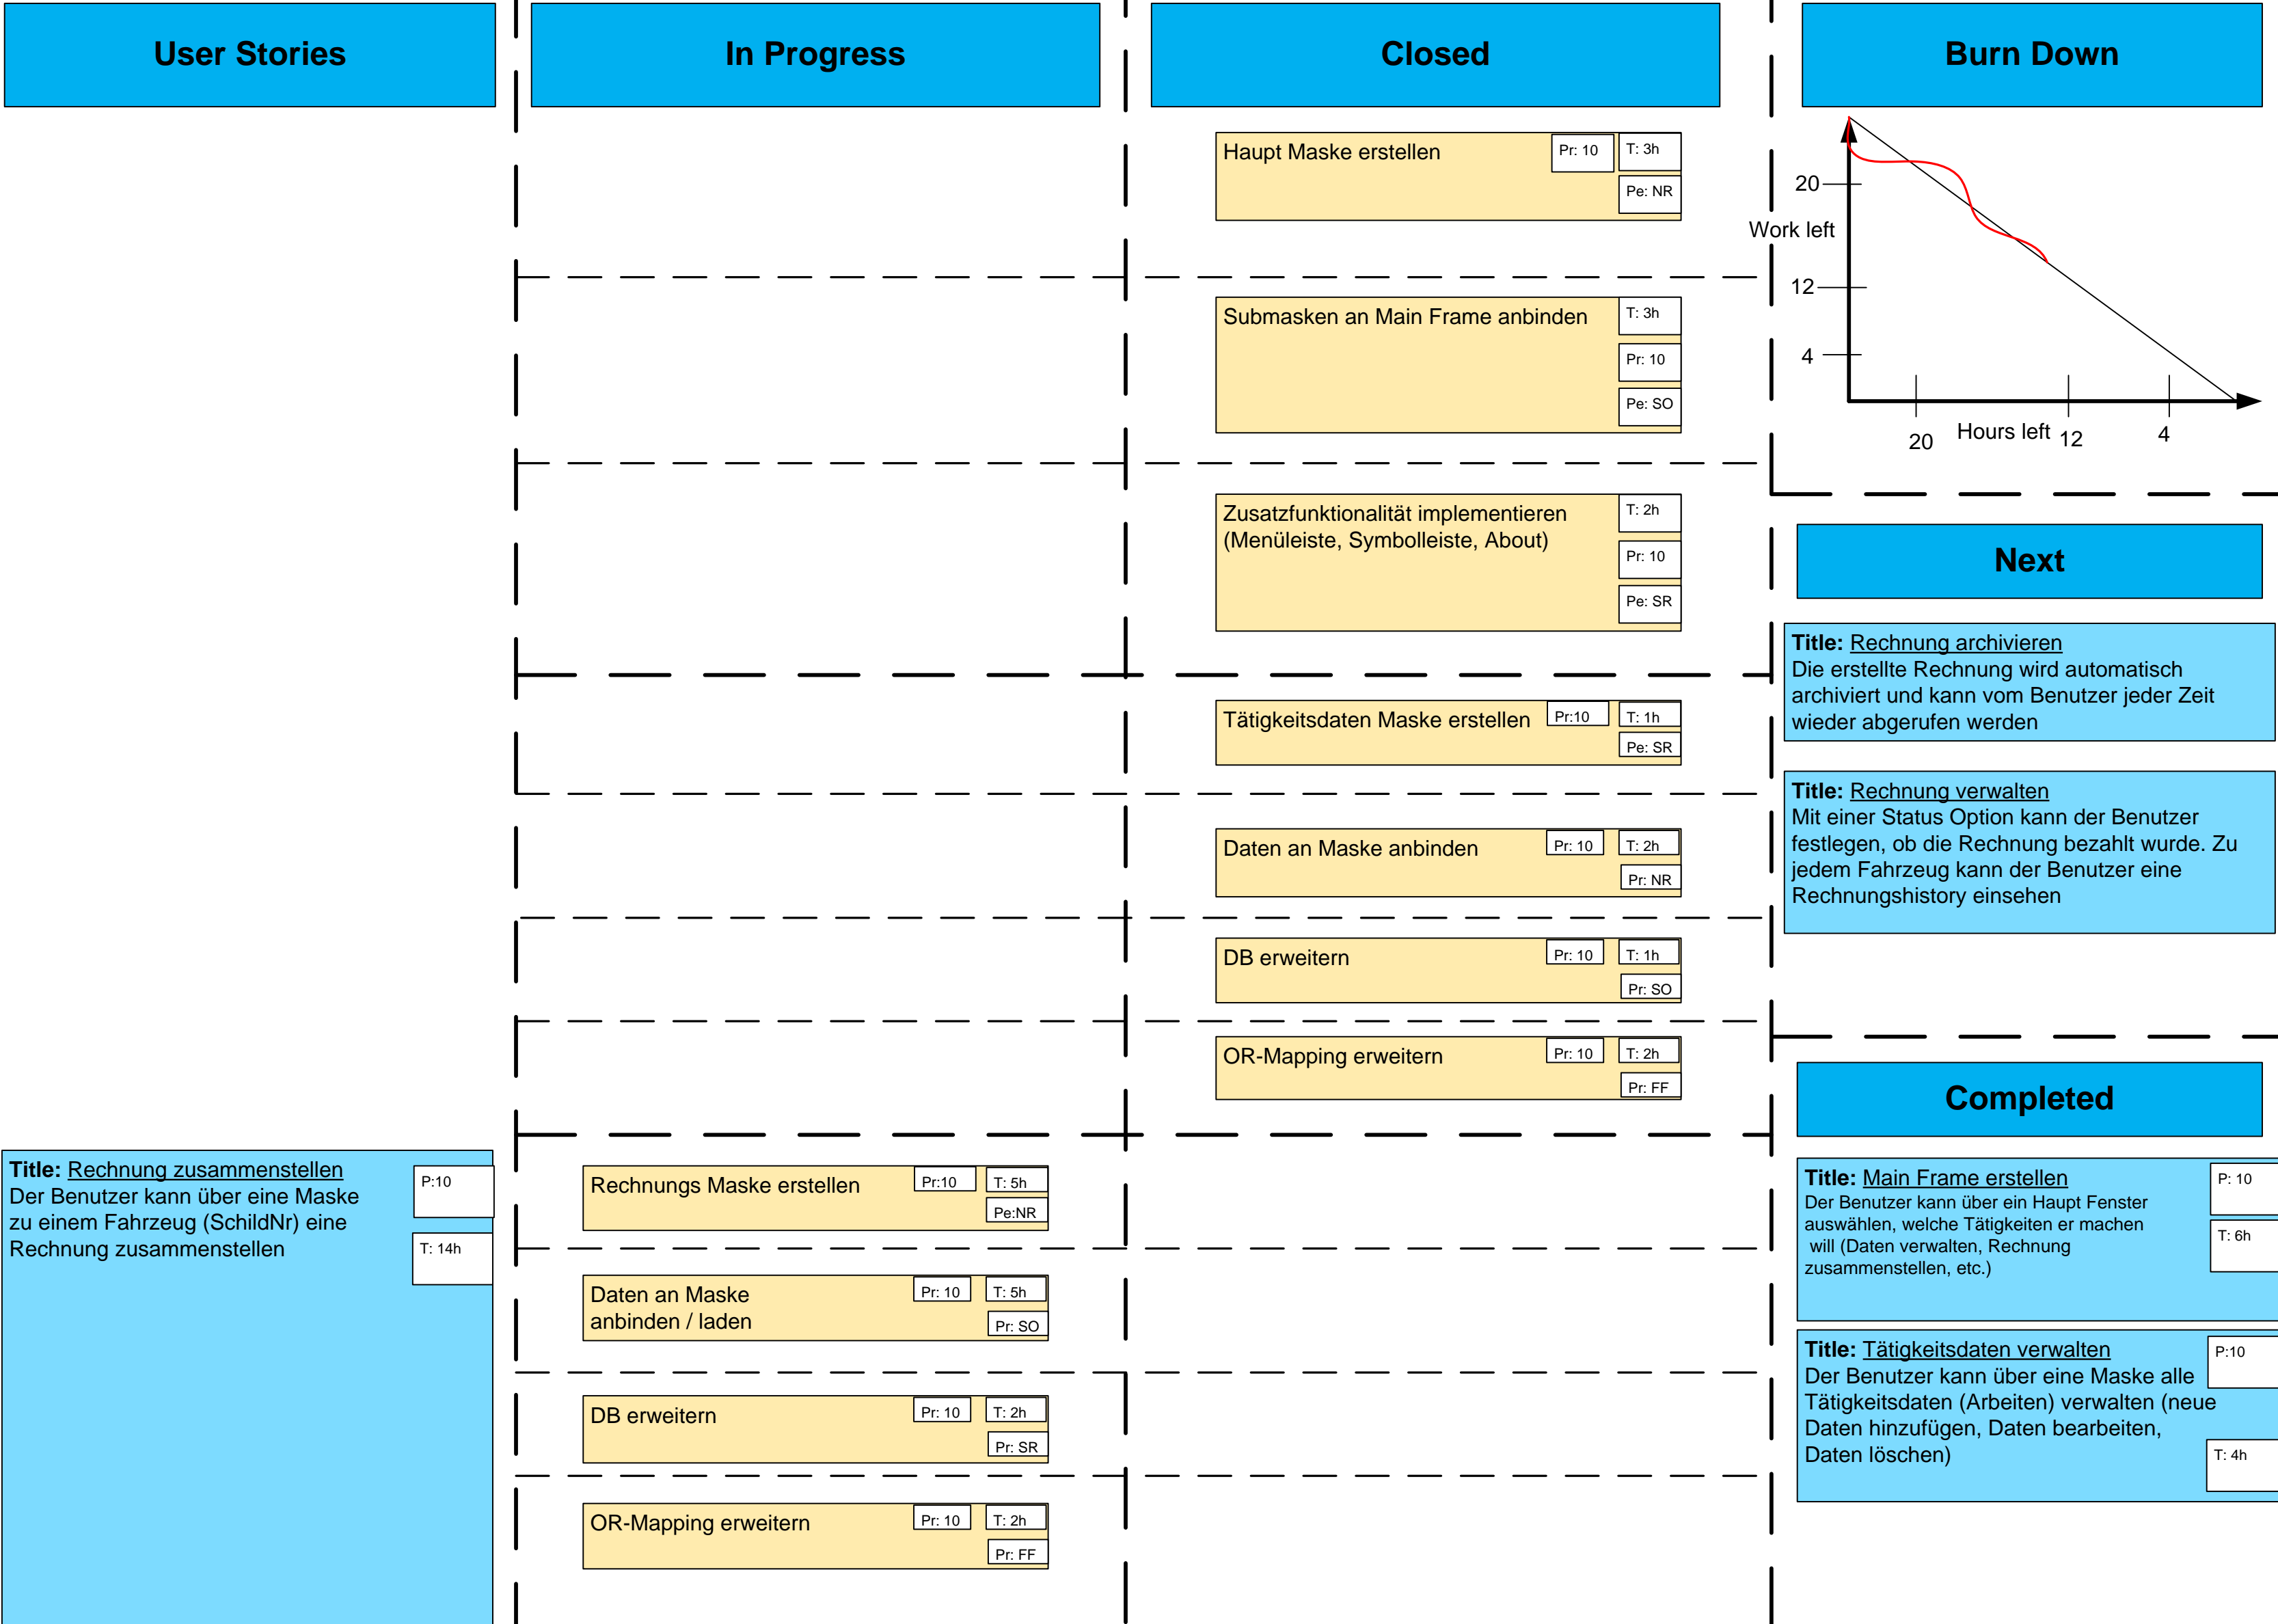 User Stories
In Progress
Closed
Burn Down
Haupt Maske erstellen
Pr: 10
T: 3h
Pe: NR
Submasken an Main Frame anbinden
T: 3h
Pr: 10
Pe: SO
Zusatzfunktionalität implementieren
(Menüleiste, Symbolleiste, About)
T: 2h
Pr: 10
Pe: SR
Tätigkeitsdaten Maske erstellen
Pr:10
T: 1h
Pe: SR
Daten an Maske anbinden
Pr: 10
T: 2h
Pr: NR
DB erweitern
Pr: 10
T: 1h
Pr: SO
OR-Mapping erweitern
Pr: 10
T: 2h
Pr: FF
20
Work left
12
4
20
Hours left
12
4
Next
Title: Rechnung archivieren
Die erstellte Rechnung wird automatisch
archiviert und kann vom Benutzer jeder Zeit
wieder abgerufen werden
Title: Rechnung verwalten
Mit einer Status Option kann der Benutzer
festlegen, ob die Rechnung bezahlt wurde. Zu
jedem Fahrzeug kann der Benutzer eine
Rechnungshistory einsehen
Title: Rechnung zusammenstellen
Der Benutzer kann über eine Maske
zu einem Fahrzeug (SchildNr) eine
Rechnung zusammenstellen
P:10
T: 14h
Rechnungs Maske erstellen
Pr:10
T: 5h
Pe:NR
Daten an Maske
anbinden / laden
Pr: 10
T: 5h
Pr: SO
DB erweitern
Pr: 10
T: 2h
Pr: SR
OR-Mapping erweitern
Pr: 10
T: 2h
Pr: FF
Completed
Title: Main Frame erstellen
Der Benutzer kann über ein Haupt Fenster
auswählen, welche Tätigkeiten er machen
will (Daten verwalten, Rechnung
zusammenstellen, etc.)
P: 10
T: 6h
Title: Tätigkeitsdaten verwalten
Der Benutzer kann über eine Maske alle
Tätigkeitsdaten (Arbeiten) verwalten (neue
Daten hinzufügen, Daten bearbeiten,
Daten löschen)
P:10
T: 4h